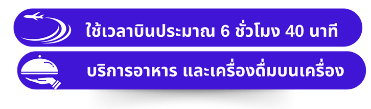 ใช้เวลาบินประมาณ 6 ชั่วโมง 40 นาที
บริการอาหาร และเครื่องดื่มบนเครื่อง